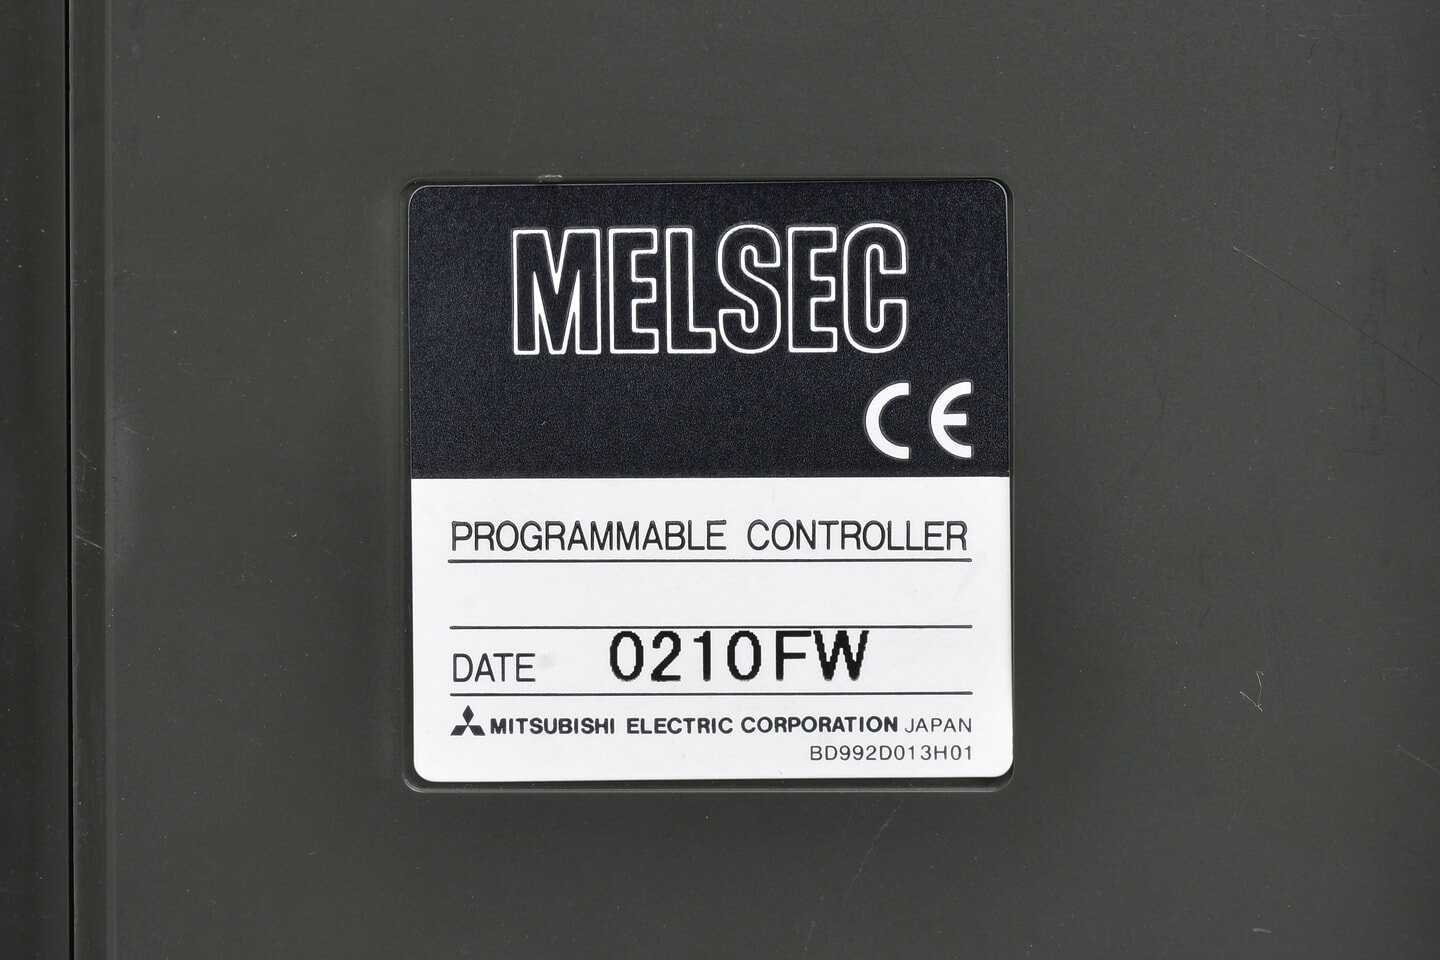 MELSEC
CE
PROGRAMMABLE CONTROLLER
DATE 0210FW
MITSUBISHI ELECTRIC CORPORATION JAPAN
BD992D013H01